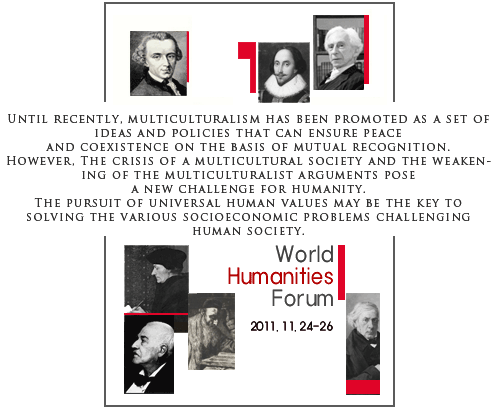 Until recently, multiculturalism has been promoted as a set of
ideas and policies that can ensure peace
and coexistence on the basis of mutual recognition.
However, The crisis of a multicultural society and the weaken-
ing of the multiculturalist arguments pose
a new challenge for humanity.
The pursuit of universal human values may be the key to
solving the various socioeconomic problems challenging
human society.
World
Humanities
Forum
2011. 11. 24-26